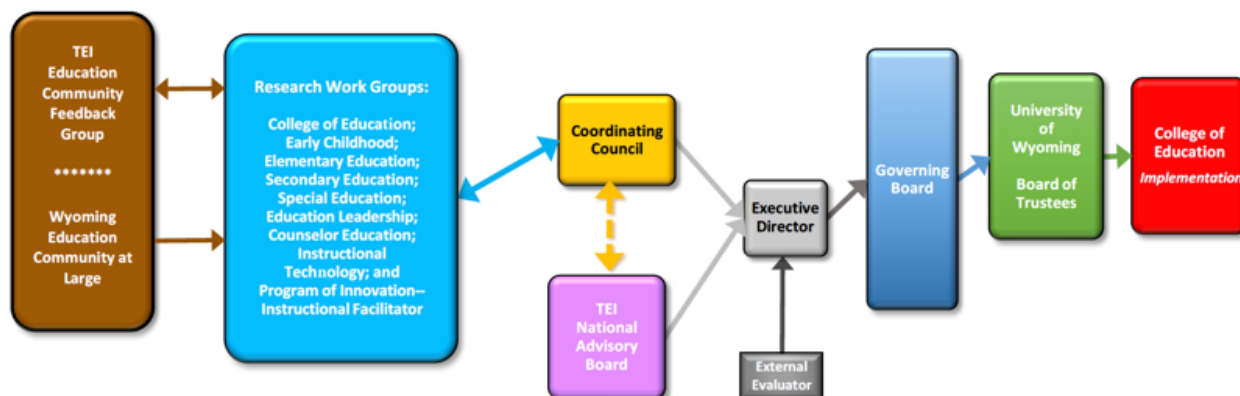 TEI
Education
Community
Feedback
Group
*******
Wyoming
Education
Community at
Large
Research Work Groups:
College of Education;
Early Childhood;
Elementary Education;
Secondary Education;
Special Education;
Education Leadership;
Counselor Education;
Instructional
Technology; and
Program of Innovation--
Instructional Facilitator
Coordinating
Council
TEI
National
Advisory
Board
Executive
Director
External
Evaluator
Governing
Board
University
of
Wyoming
Board of
Trustees
College of
Education
Implementation